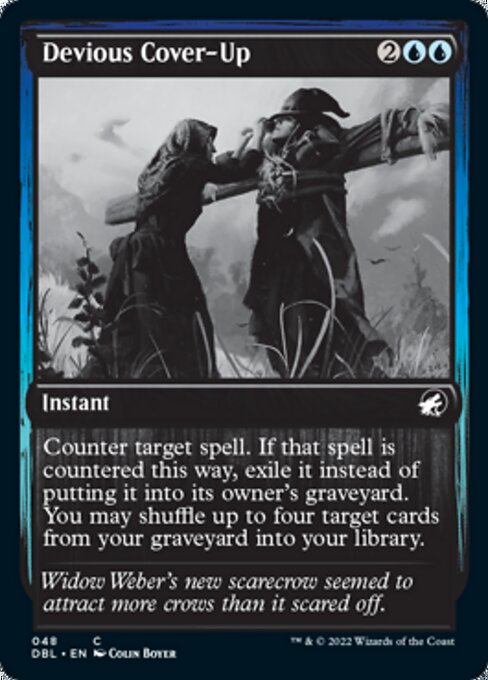 Devious Cover-Up 2
Instant
Counter target spell. If that spell is
countered this way, exile it instead of
putting it into its owner's graveyard.
You may shuffle up to four target cards
from your graveyard into your library.
Widow Weber's new scarecrow seemed to
attract more crows than it scared off.
048 C
DBL • EN Colin Boyer
™ & © 2022 Wizards of the Coast